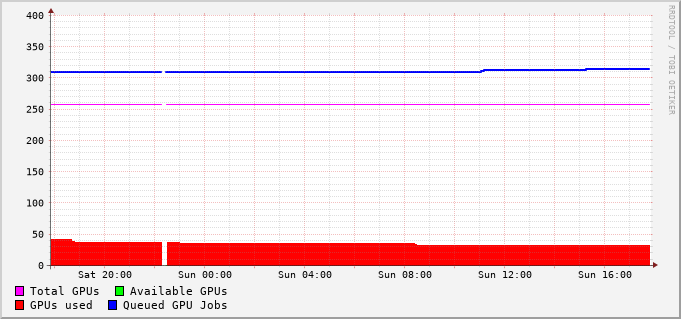 400
350
300
250
200
150
100
50
0
Sat 20:00 Sun 00:00 Sun 04:00 Sun 08:00 Sun 12:00 Sun 16:00
Total GPUs Available GPUs
GPUs used Queued GPU Jobs
RRDTOOL / TOBI OETIKER